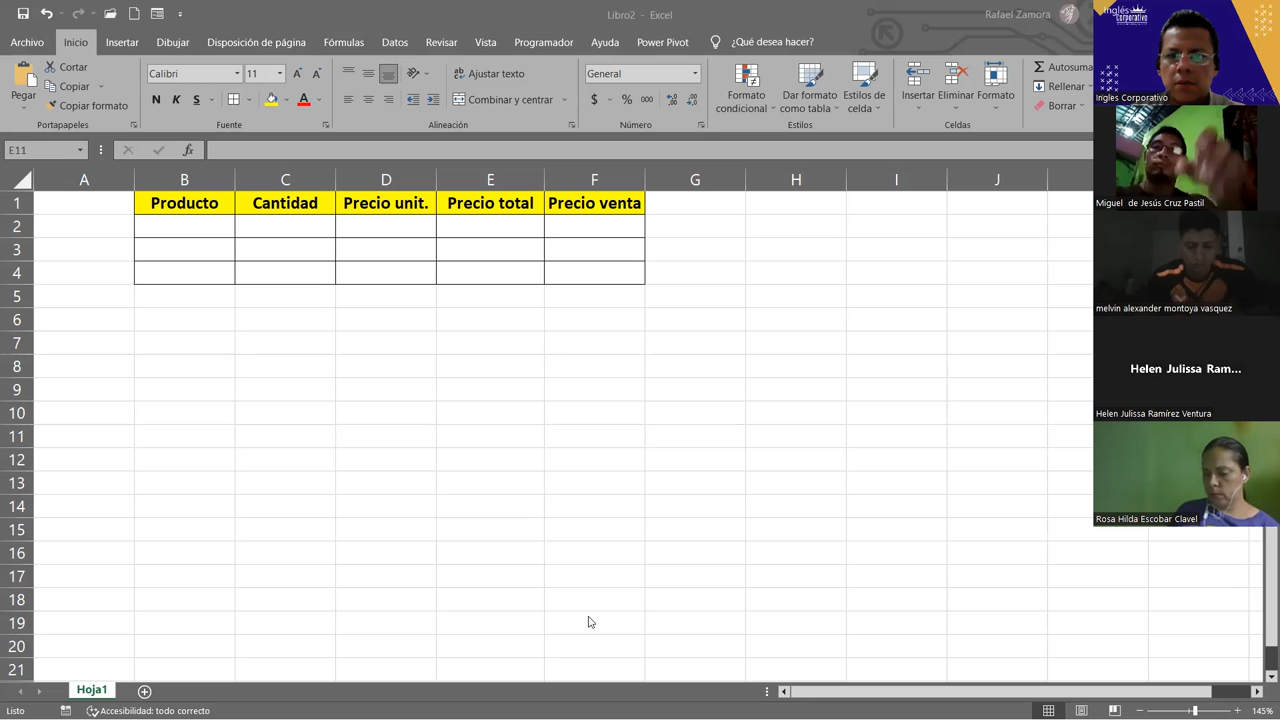 Libro2 - Excel
Rafael Zamora
Archivo Inicio Insertar Dibujar Disposición de página Fórmulas Datos Revisar Vista Programador Ayuda Power Pivot ¿Qué desea hacer?
Pegar
Cortar
Copiar
Copiar formato
Portapapeles
Calibri 11
N K S
Fuente
Ajustar texto
Combinar y centrar
Alineación
General
$ % 000
Número
Formato condicional
Dar formato como tabla
Estilos de celda
Estilos
Insertar Eliminar Formato
Celdas
Autosuma
Rellenar
Borrar
E11
fx
A B C D E F G H I J
1 Producto Cantidad Precio unit. Precio total Precio venta
2
3
4
5
6
7
8
9
10
11
12
13
14
15
16
17
18
19
20
21
Hoja1
Listo
Accesibilidad: todo correcto
145%
Inglés Corporativo
Ingles Corporativo
Miguel de Jesús Cruz Pastil
melvin alexander montoya vasquez
Helen Julissa Ram...
Helen Julissa Ramírez Ventura
Rosa Hilda Escobar Clavel